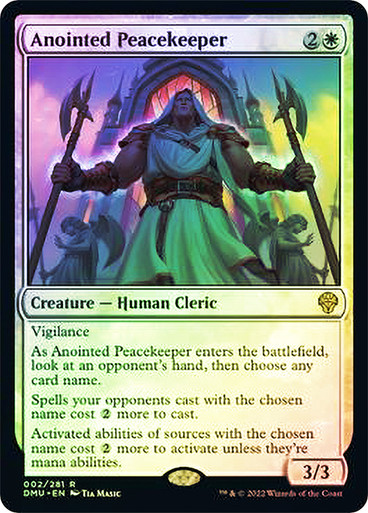 Anointed Peacekeeper 2
Creature — Human Cleric
Vigilance
As Anointed Peacekeeper enters the battlefield,
look at an opponent's hand, then choose any
card name.
Spells your opponents cast with the chosen
name cost 2 more to cast.
Activated abilities of sources with the chosen
name cost 2 more to activate unless they're
mana abilities.
3/3
002/281 R
DMU • EN Tia Masic
™ & © 2022 Wizards of the Coast